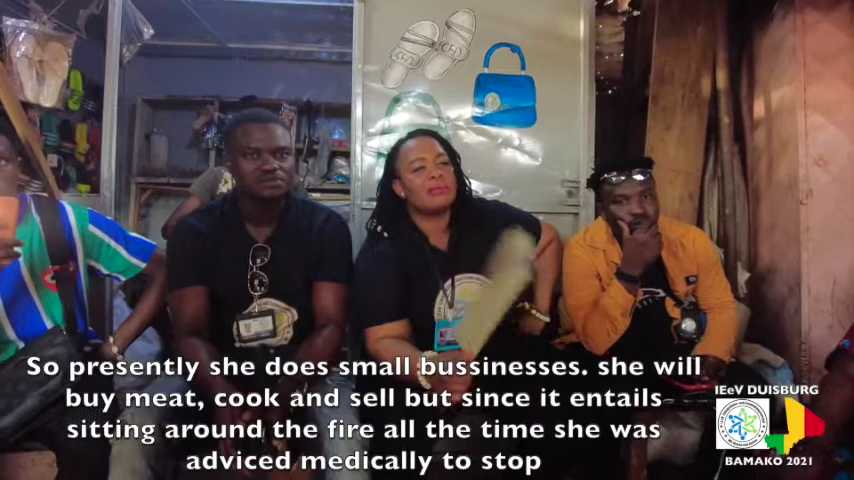 So presently she does small bussinesses. she will
buy meat, cook and sell but since it entails
sitting around the fire all the time she was
adviced medically to stop
IEeV DUISBURG
BAMAKO 2021